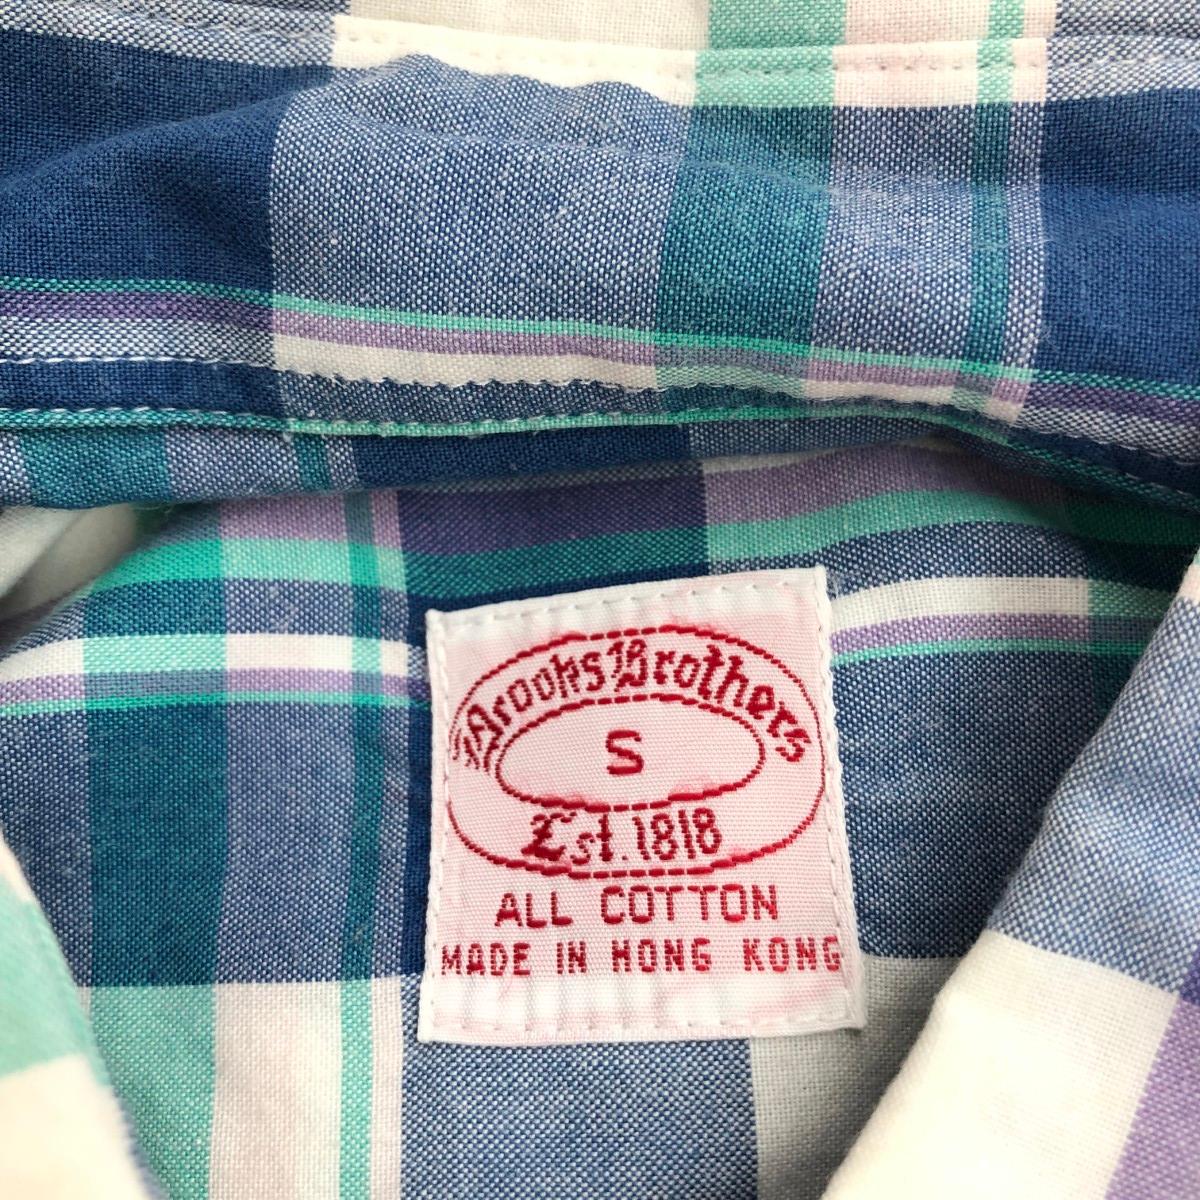 Brooks Brothers
S
Est. 1818
ALL COTTON
MADE IN HONG KONG